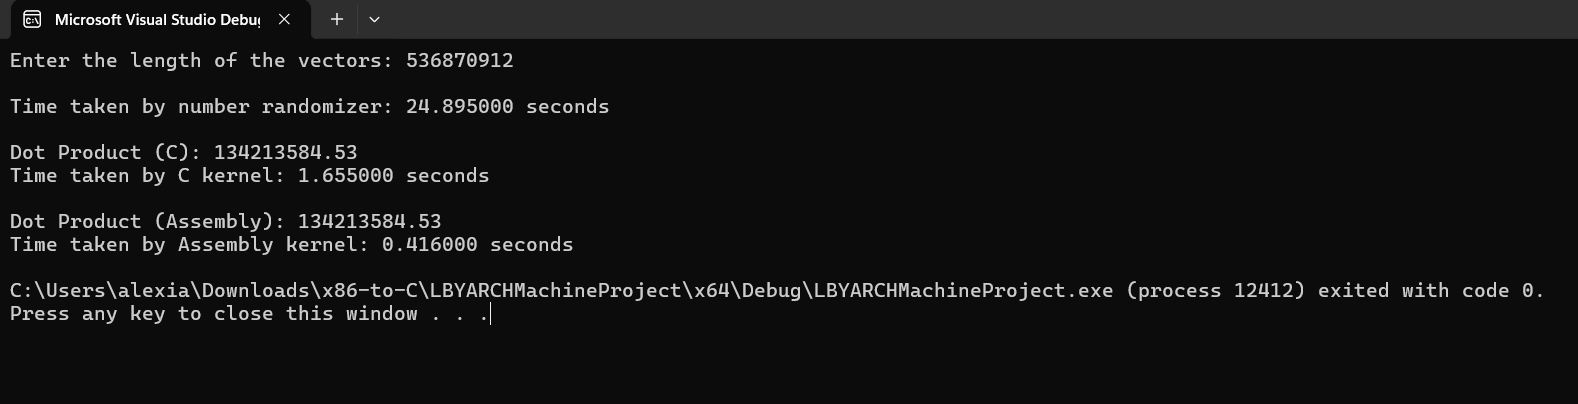 Microsoft Visual Studio Debu
Enter the length of the vectors: 536870912
Time taken by number randomizer: 24.895000 seconds
Dot Product (C): 134213584.53
Time taken by C kernel: 1.655000 seconds
Dot Product (Assembly): 134213584.53
Time taken by Assembly kernel: 0.416000 seconds
C:\Users\alexia\Downloads\x86-to-C\LBYARCHMachineProject\x64\Debug\LBYARCHMachineProject.exe (process 12412) exited with code 0.
Press any key to close this window . . .